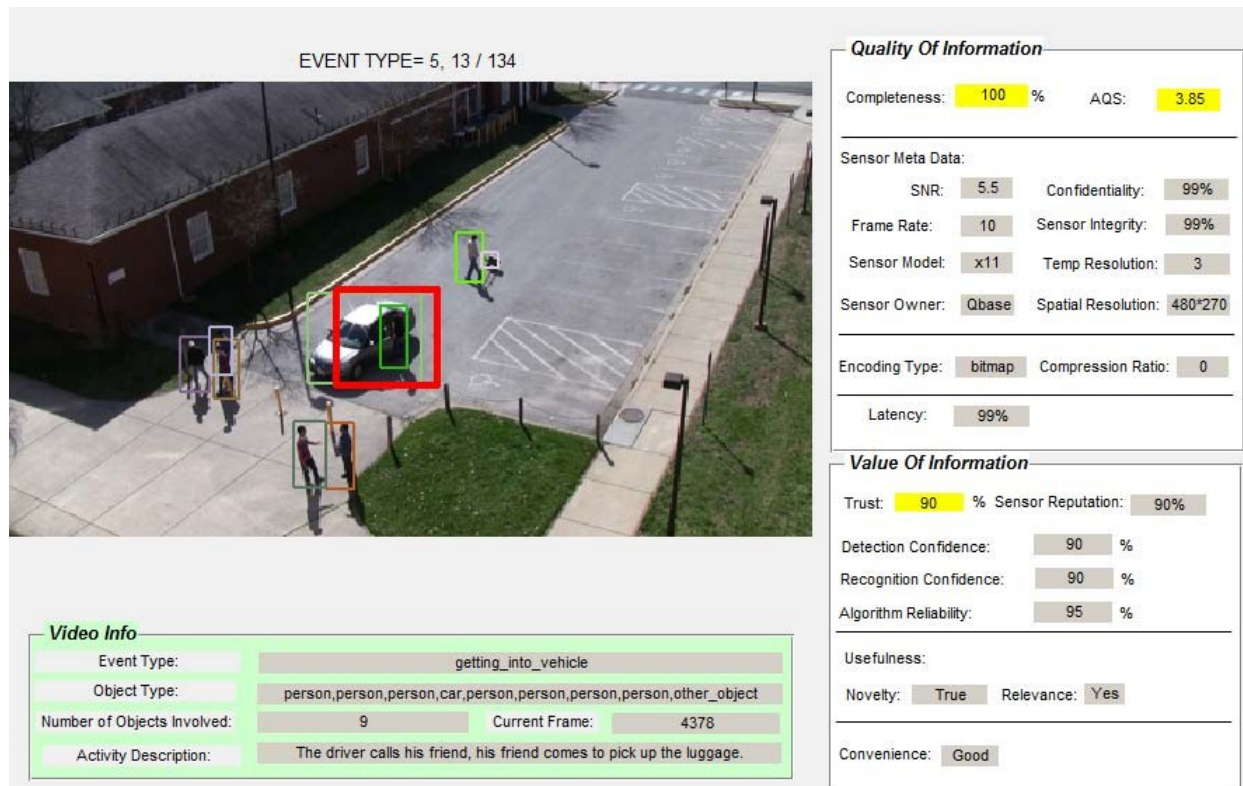 EVENT TYPE= 5, 13 / 134
Quality Of Information
Completeness: 100 % AQS: 3.85
Sensor Meta Data:
SNR: 5.5 Confidentiality: 99%
Frame Rate: 10 Sensor Integrity: 99%
Sensor Model: x11 Temp Resolution: 3
Sensor Owner: Qbase Spatial Resolution: 480*270
Encoding Type: bitmap Compression Ratio: 0
Latency: 99%
Value Of Information
Trust: 90 % Sensor Reputation: 90%
Detection Confidence: 90 %
Recognition Confidence: 90 %
Algorithm Reliability: 95 %
Usefulness:
Novelty: True Relevance: Yes
Convenience: Good
Video Info
Event Type: getting_into_vehicle
Object Type: person,person,person,car,person,person,person,person,other_object
Number of Objects Involved: 9 Current Frame: 4378
Activity Description: The driver calls his friend, his friend comes to pick up the luggage.